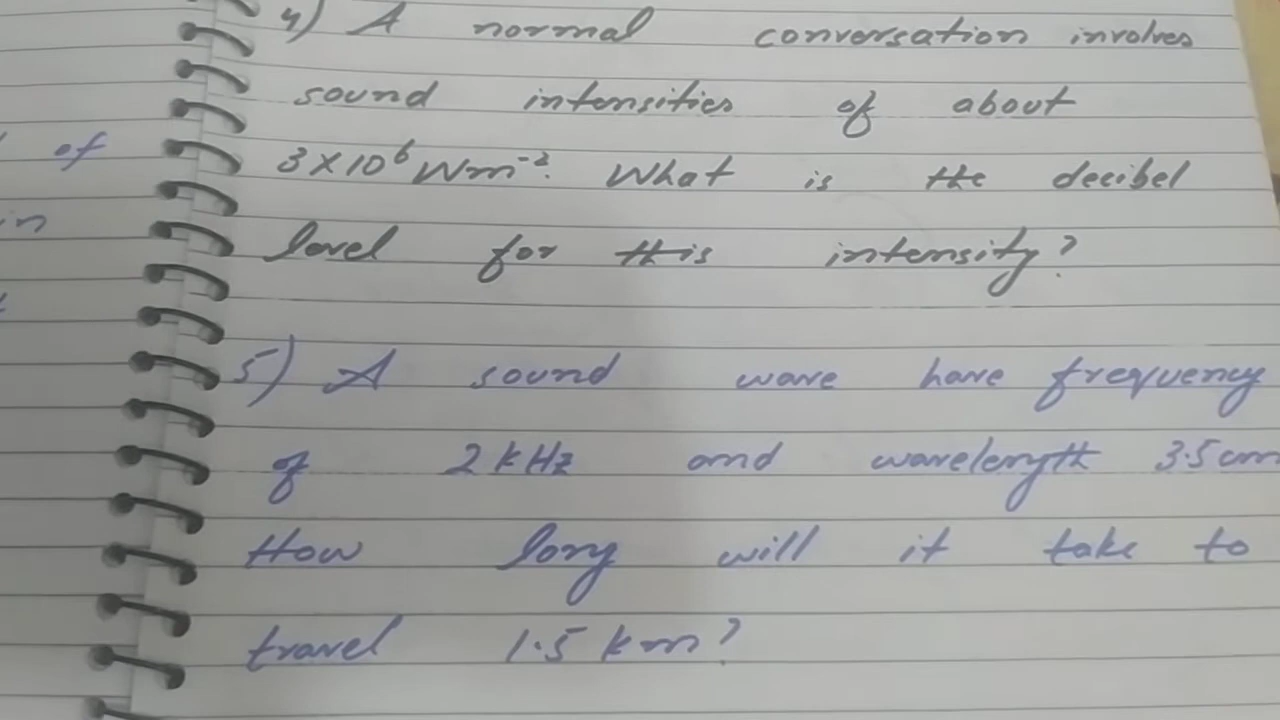 4) A normal conversation involves
sound intensities of about
3×10⁶ Wm⁻². What is the decibel
level for this intensity?
5) A sound wave have frequency
of 2 kHz and wavelength 3.5 cm
How long will it take to
travel 1.5 km?
of
in